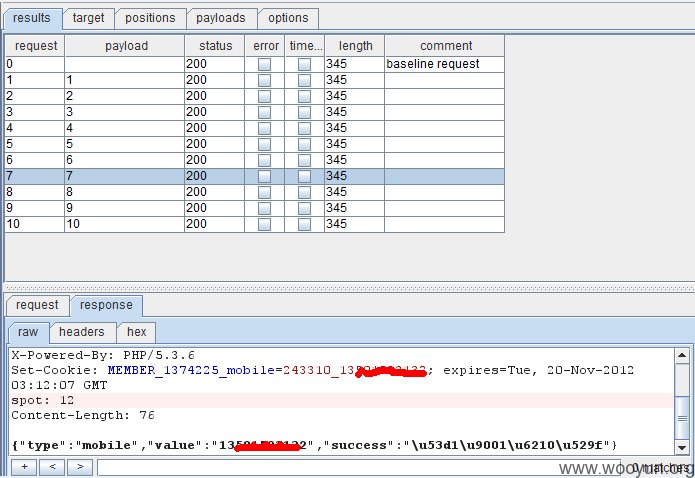 results target positions payloads options
request payload status error time... length comment
0 200 345 baseline request
1 1 200 345
2 2 200 345
3 3 200 345
4 4 200 345
5 5 200 345
6 6 200 345
7 7 200 345
8 8 200 345
9 9 200 345
10 10 200 345
request response
raw headers hex
X-Powered-By: PHP/5.3.6
Set-Cookie: MEMBER_1374225_mobile=243310_13 132; expires=Tue, 20-Nov-2012
03:12:07 GMT
spot: 12
Content-Length: 76
{"type":"mobile","value":"13 2","success":"\u53d1\u9001\u6210\u529f"}
+ < > 0 matches
www.wooyun.org